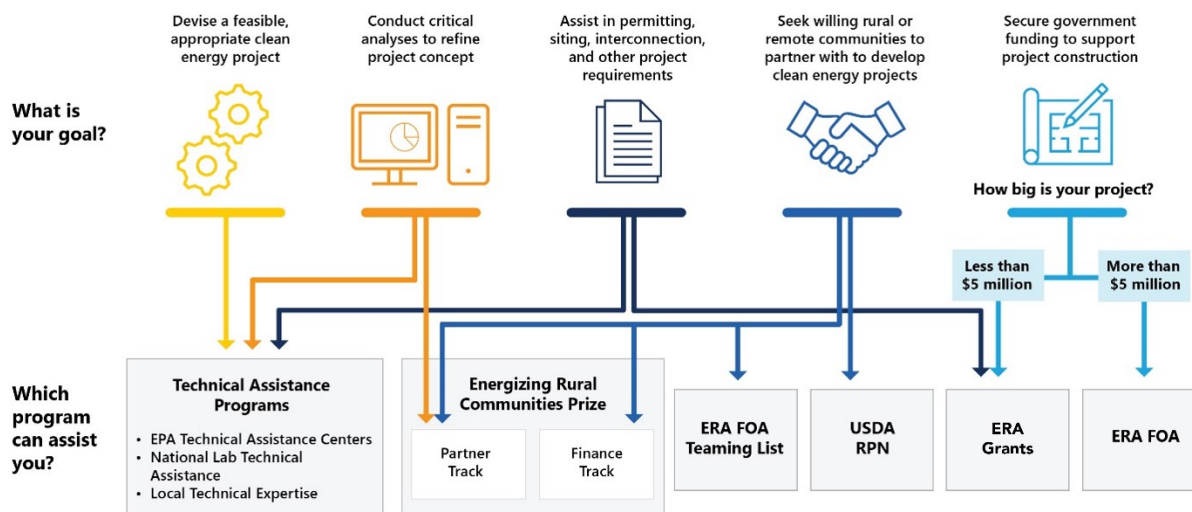 Devise a feasible,
appropriate clean
energy project
Conduct critical
analyses to refine
project concept
Assist in permitting,
siting, interconnection,
and other project
requirements
Seek willing rural or
remote communities to
partner with to develop
clean energy projects
Secure government
funding to support
project construction
What is
your goal?
How big is your project?
Less than
$5 million
More than
$5 million
Which
program
can assist
you?
Technical Assistance
Programs
• EPA Technical Assistance Centers
• National Lab Technical
Assistance
• Local Technical Expertise
Energizing Rural
Communities Prize
Partner
Track
Finance
Track
ERA FOA
Teaming List
USDA
RPN
ERA
Grants
ERA FOA